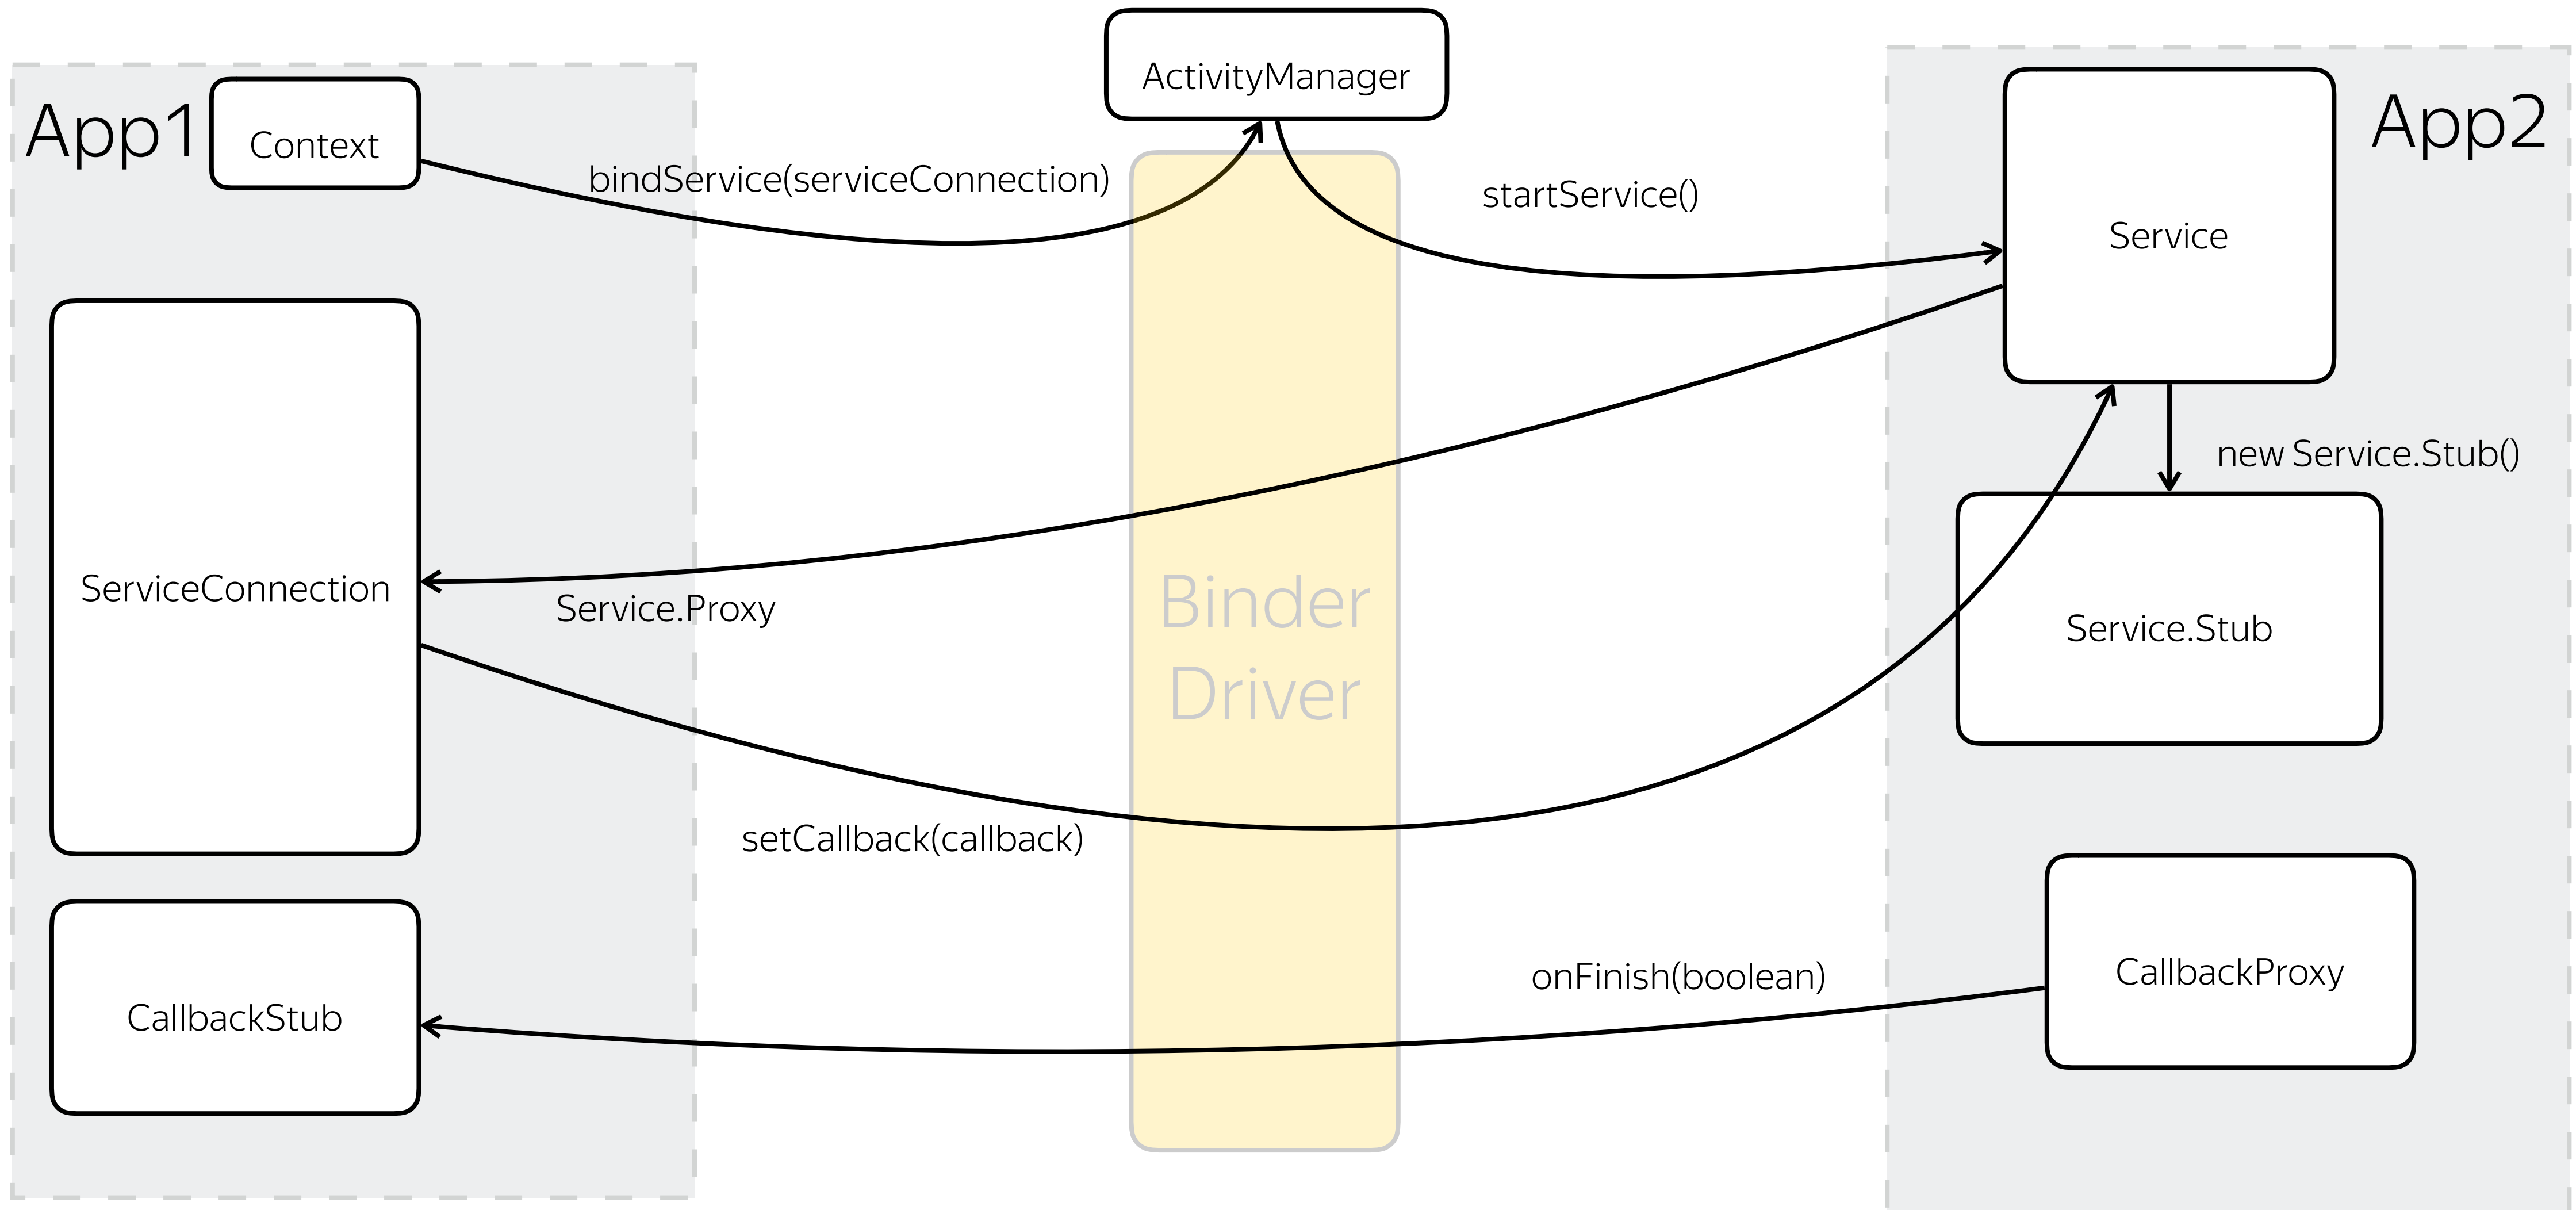 ActivityManager
App1
Context
bindService(serviceConnection)
startService()
Service
App2
new Service.Stub()
ServiceConnection
Service.Proxy
Binder
Driver
Service.Stub
setCallback(callback)
onFinish(boolean)
CallbackProxy
CallbackStub